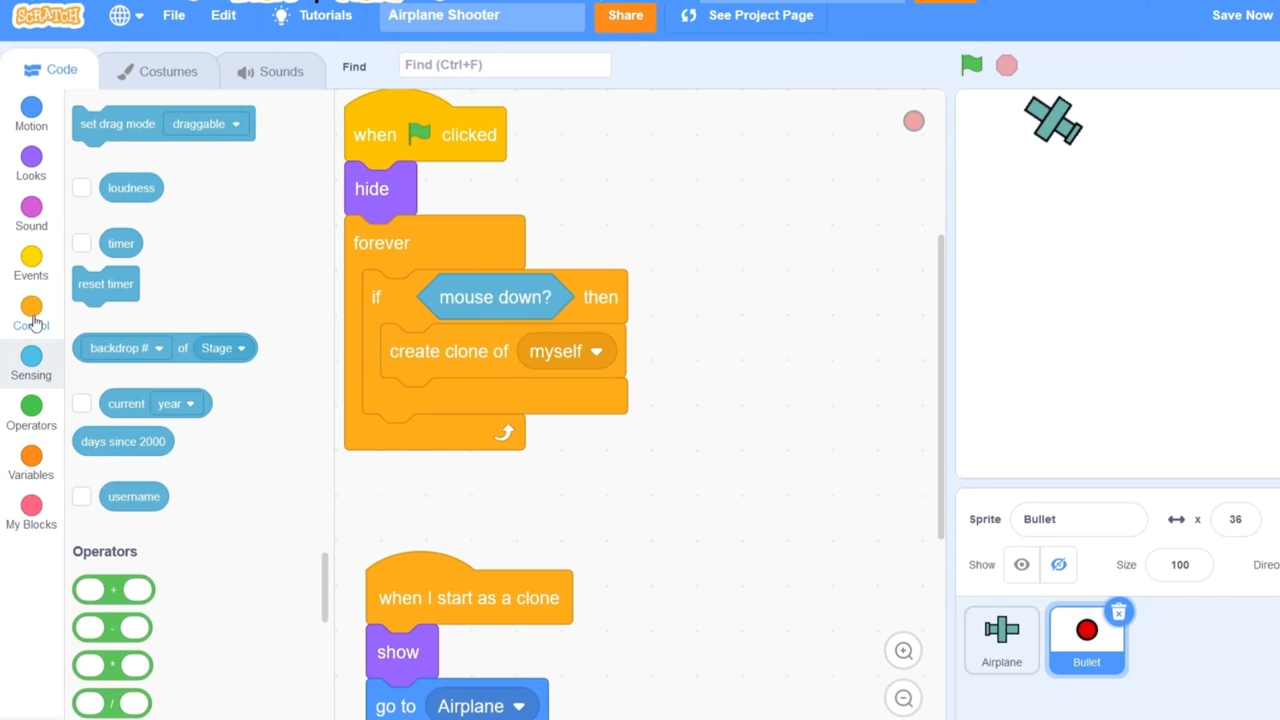 SCRATCH File Edit Tutorials Airplane Shooter Share See Project Page Save Now
Code Costumes Sounds Find Find (Ctrl+F)
Motion
Looks
Sound
Events
Control
Sensing
Operators
Variables
My Blocks
set drag mode draggable
loudness
timer
reset timer
backdrop # of Stage
current year
days since 2000
username
Operators
+
-
*
/
when clicked
hide
forever
if mouse down? then
create clone of myself
when I start as a clone
show
go to Airplane
Sprite Bullet x 36
Show Size 100 Direc
Airplane Bullet